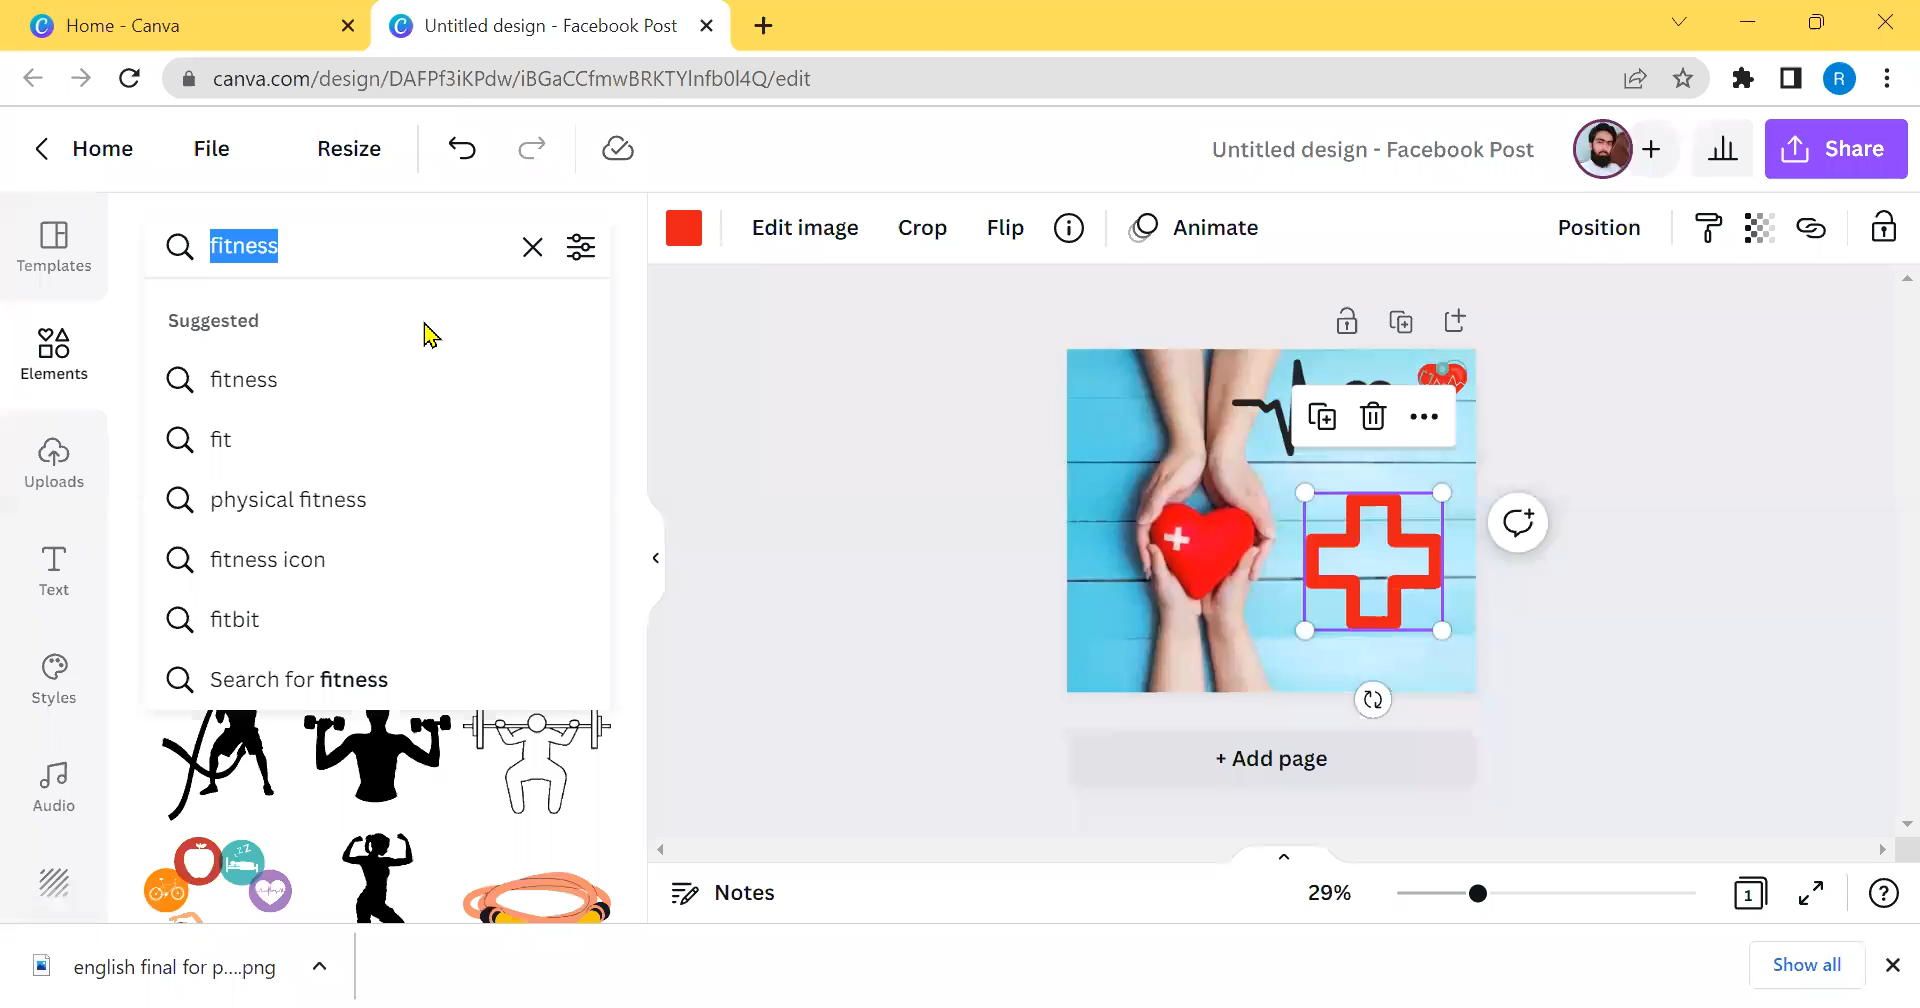 Home - Canva
Untitled design - Facebook Post
canva.com/design/DAFPf3iKPdw/iBGaCCfmwBRKTYlnfb0l4Q/edit
R
Home
File
Resize
Untitled design - Facebook Post
Share
Templates
Elements
Uploads
Text
Styles
Audio
fitness
Suggested
fitness
fit
physical fitness
fitness icon
fitbit
Search for fitness
Edit image
Crop
Flip
Animate
Position
+ Add page
Notes
29%
1
english final for p....png
Show all